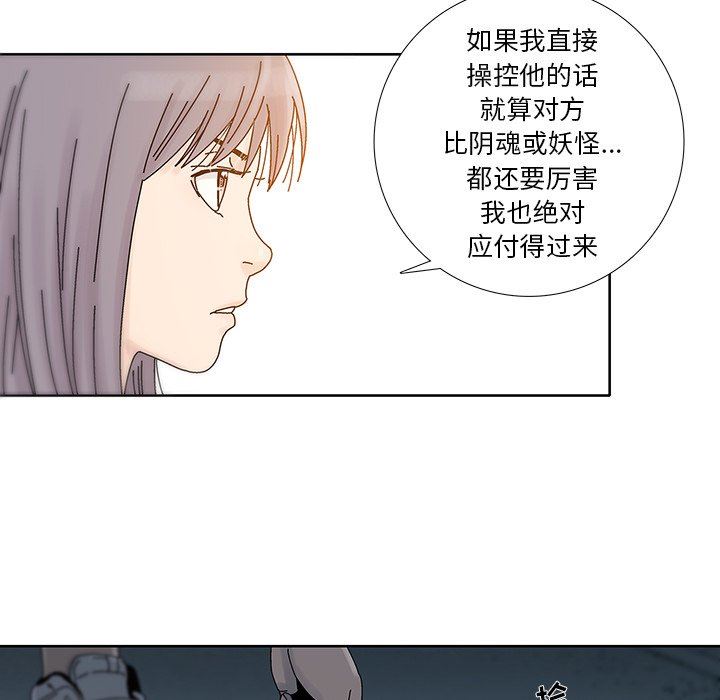 如果我直接
操控他的话
就算对方
比阴魂或妖怪...
都还要厉害
我也绝对
应付得过来